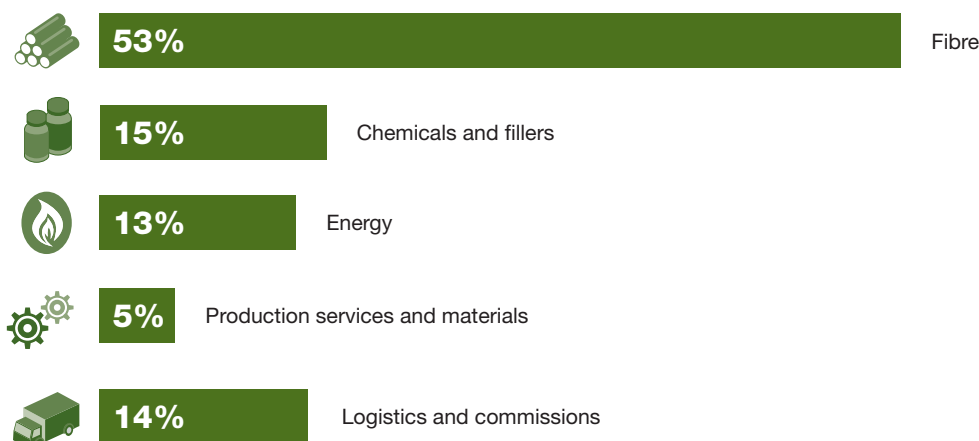 53% Fibre
15% Chemicals and fillers
13% Energy
5% Production services and materials
14% Logistics and commissions